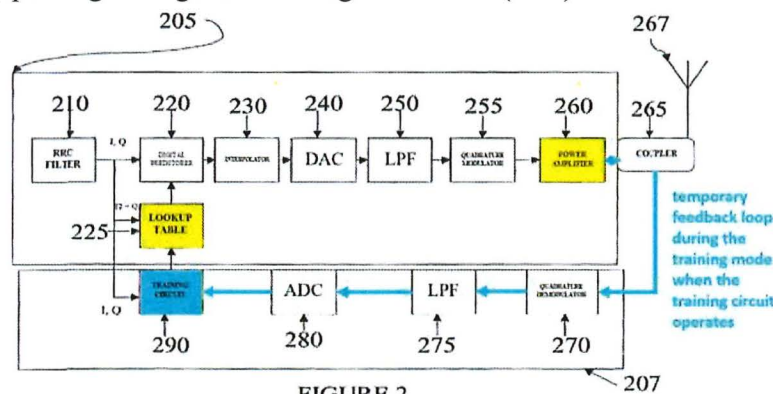 205
267
210
220
230
240
250
255
260
265
RRC
FILTER
I, Q
DIGITAL
PREDISTORTER
INTERPOLATOR
DAC
LPF
QUADRATURE
MODULATOR
POWER
AMPLIFIER
COUPLER
225
LOOKUP
TABLE
temporary
feedback loop
during the
training mode
when the
training circuit
operates
I, Q
TRAINING
CIRCUIT
ADC
LPF
QUADRATURE
DEMODULATOR
290
280
275
270
207
FIGURE 2